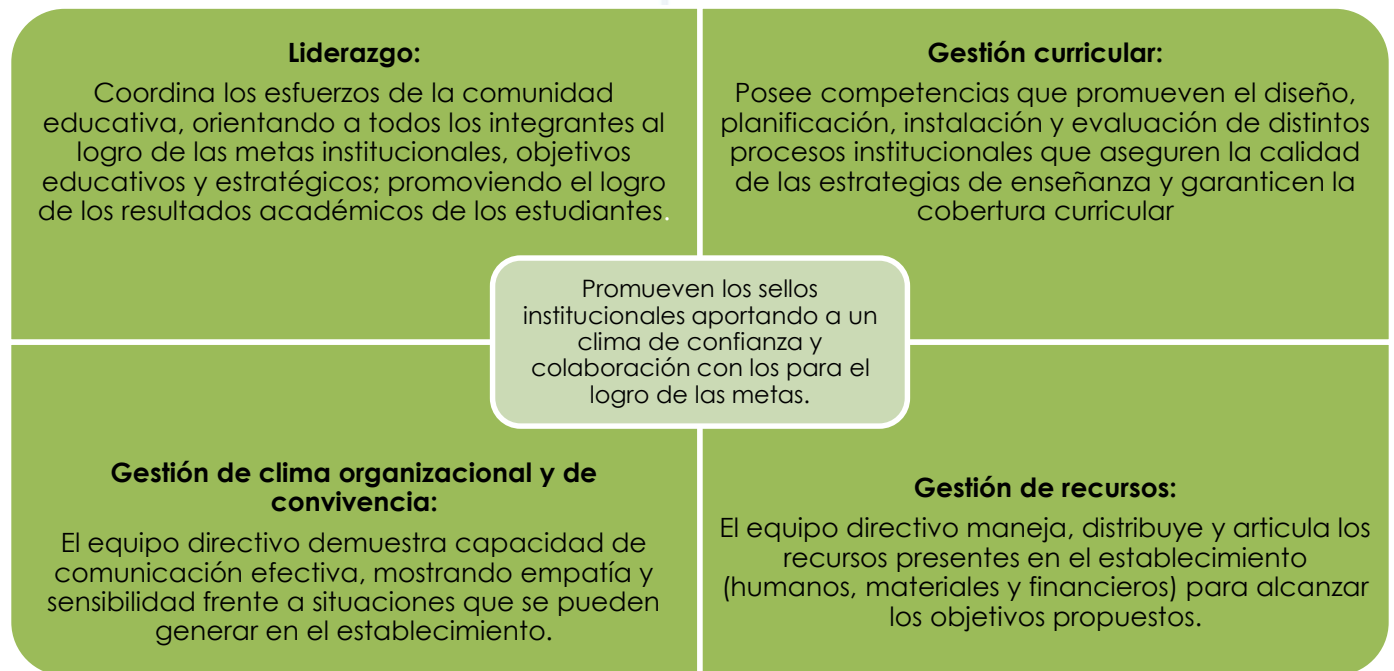 Liderazgo:
Coordina los esfuerzos de la comunidad
educativa, orientando a todos los integrantes al
logro de las metas institucionales, objetivos
educativos y estratégicos; promoviendo el logro
de los resultados académicos de los estudiantes.
Gestión curricular:
Posee competencias que promueven el diseño,
planificación, instalación y evaluación de distintos
procesos institucionales que aseguren la calidad
de las estrategias de enseñanza y garanticen la
cobertura curricular
Promueven los sellos
institucionales aportando a un
clima de confianza y
colaboración con los para el
logro de las metas.
Gestión de clima organizacional y de
convivencia:
El equipo directivo demuestra capacidad de
comunicación efectiva, mostrando empatía y
sensibilidad frente a situaciones que se pueden
generar en el establecimiento.
Gestión de recursos:
El equipo directivo maneja, distribuye y articula los
recursos presentes en el establecimiento
(humanos, materiales y financieros) para alcanzar
los objetivos propuestos.